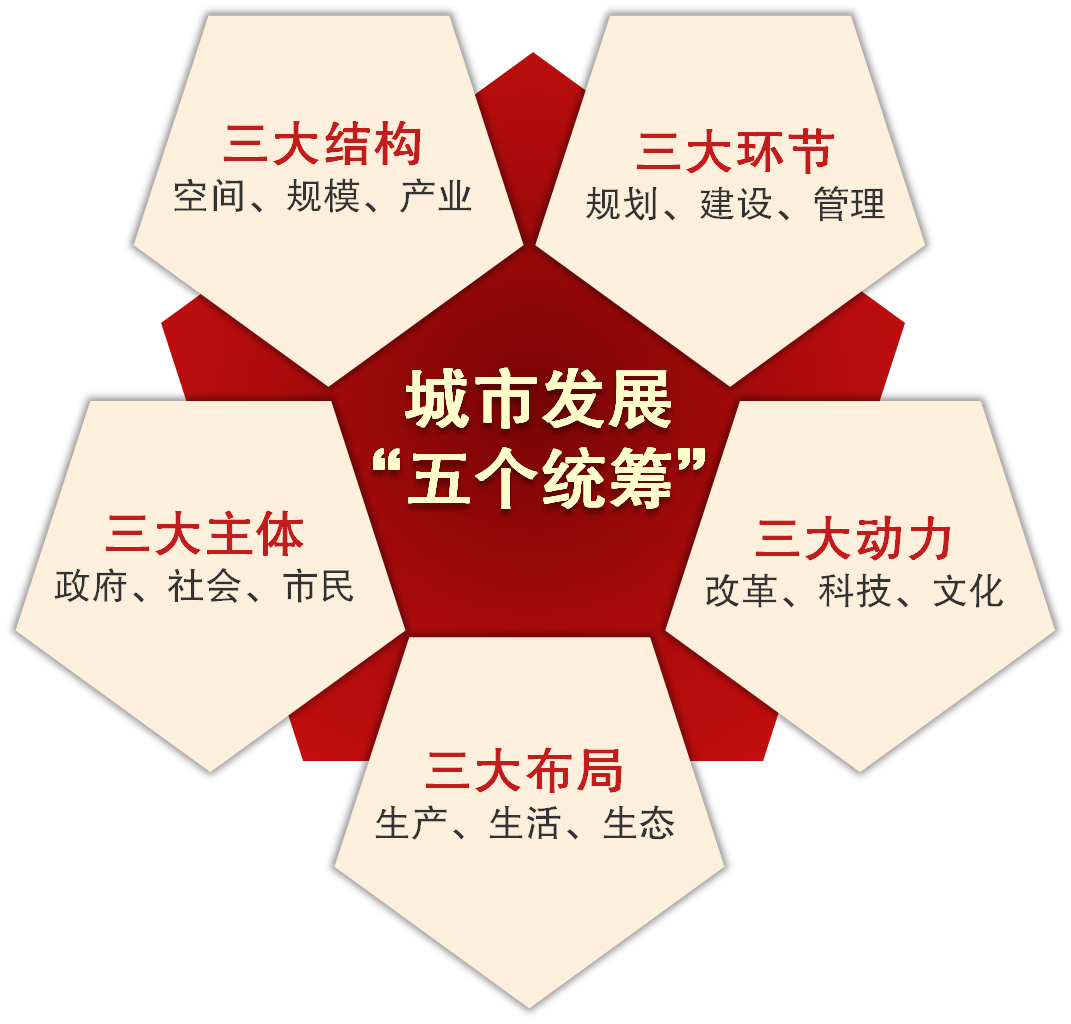 三大结构
空间、规模、产业
三大环节
规划、建设、管理
城市发展
“五个统筹”
三大主体
政府、社会、市民
三大动力
改革、科技、文化
三大布局
生产、生活、生态